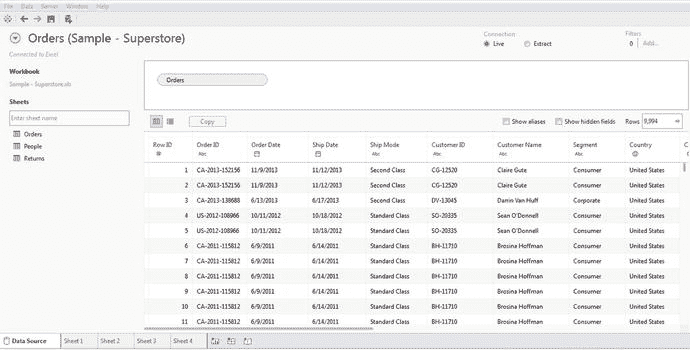 File Data Server Window Help
Orders (Sample - Superstore)
Connection
Live Extract
Filters
0 Add...
Connected to Excel
Workbook
Sample - Superstore.xls
Sheets
Enter sheet name
Orders
People
Returns
Orders
Copy
Show aliases Show hidden fields Rows 9,994
Row ID Order ID Order Date Ship Date Ship Mode Customer ID Customer Name Segment Country C
# Abc Abc Abc Abc Abc
1 CA-2013-152156 11/9/2013 11/12/2013 Second Class CG-12520 Claire Gute Consumer United States
2 CA-2013-152156 11/9/2013 11/12/2013 Second Class CG-12520 Claire Gute Consumer United States
3 CA-2013-138688 6/13/2013 6/17/2013 Second Class DV-13045 Darrin Van Huff Corporate United States
4 US-2012-108966 10/11/2012 10/18/2012 Standard Class SO-20335 Sean O'Donnell Consumer United States
5 US-2012-108966 10/11/2012 10/18/2012 Standard Class SO-20335 Sean O'Donnell Consumer United States
6 CA-2011-115812 6/9/2011 6/14/2011 Standard Class BH-11710 Brosina Hoffman Consumer United States
7 CA-2011-115812 6/9/2011 6/14/2011 Standard Class BH-11710 Brosina Hoffman Consumer United States
8 CA-2011-115812 6/9/2011 6/14/2011 Standard Class BH-11710 Brosina Hoffman Consumer United States
9 CA-2011-115812 6/9/2011 6/14/2011 Standard Class BH-11710 Brosina Hoffman Consumer United States
10 CA-2011-115812 6/9/2011 6/14/2011 Standard Class BH-11710 Brosina Hoffman Consumer United States
11 CA-2011-115812 6/9/2011 6/14/2011 Standard Class BH-11710 Brosina Hoffman Consumer United States
Data Source Sheet 1 Sheet 2 Sheet 3 Sheet 4